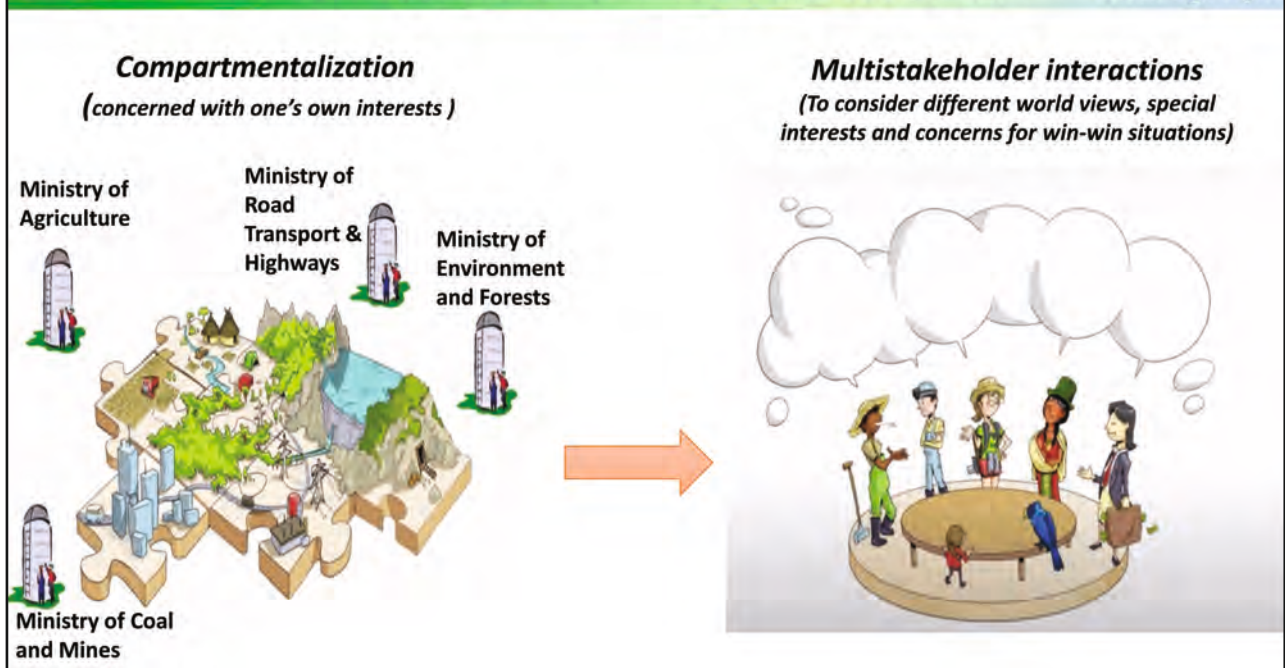 Compartmentalization
(concerned with one's own interests )
Ministry of
Agriculture
Ministry of
Road
Transport &
Highways
Ministry of
Environment
and Forests
Ministry of Coal
and Mines
Multistakeholder interactions
(To consider different world views, special
interests and concerns for win-win situations)